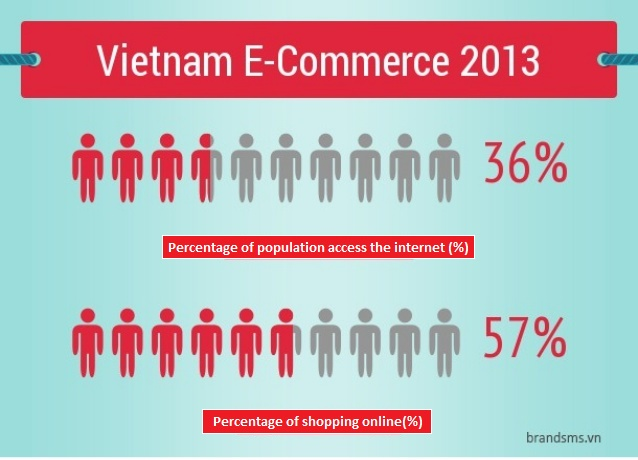 Vietnam E-Commerce 2013
36%
Percentage of population access the internet (%)
57%
Percentage of shopping online(%)
brandsms.vn